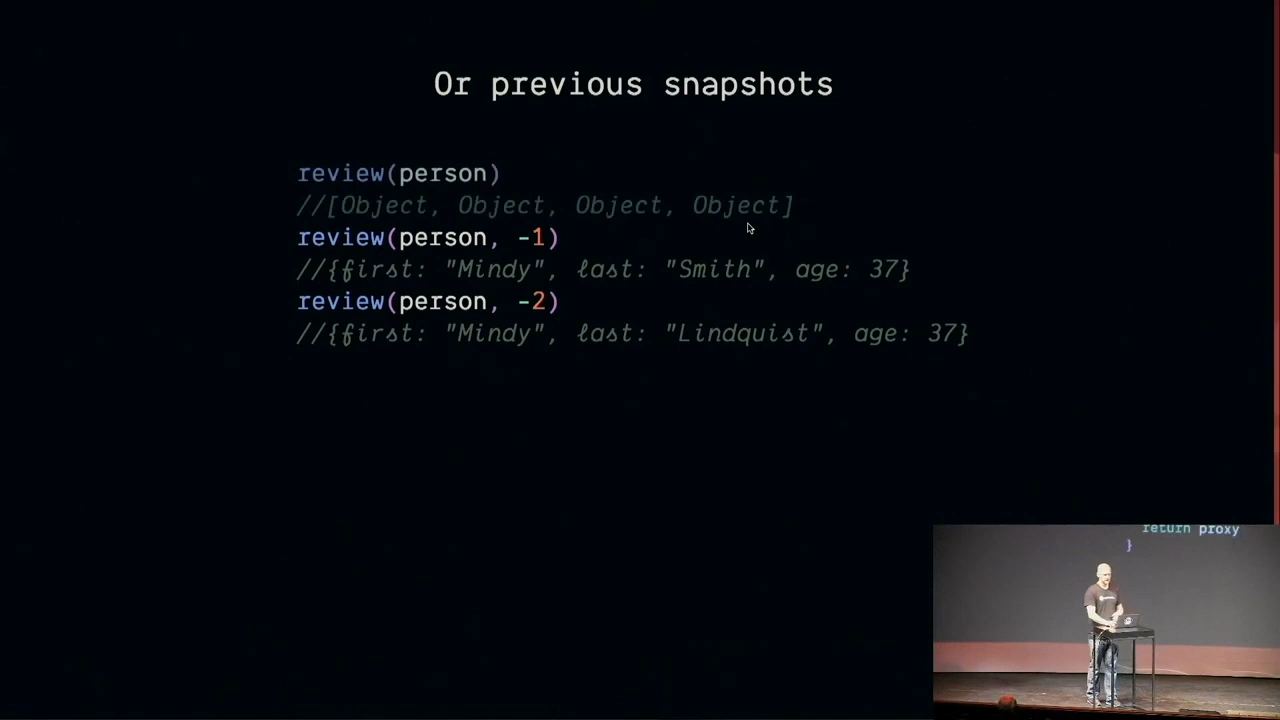 Or previous snapshots
review(person)
//[Object, Object, Object, Object]
review(person, -1)
//{first: "Mindy", last: "Smith", age: 37}
review(person, -2)
//{first: "Mindy", last: "Lindquist", age: 37}
return proxy
}